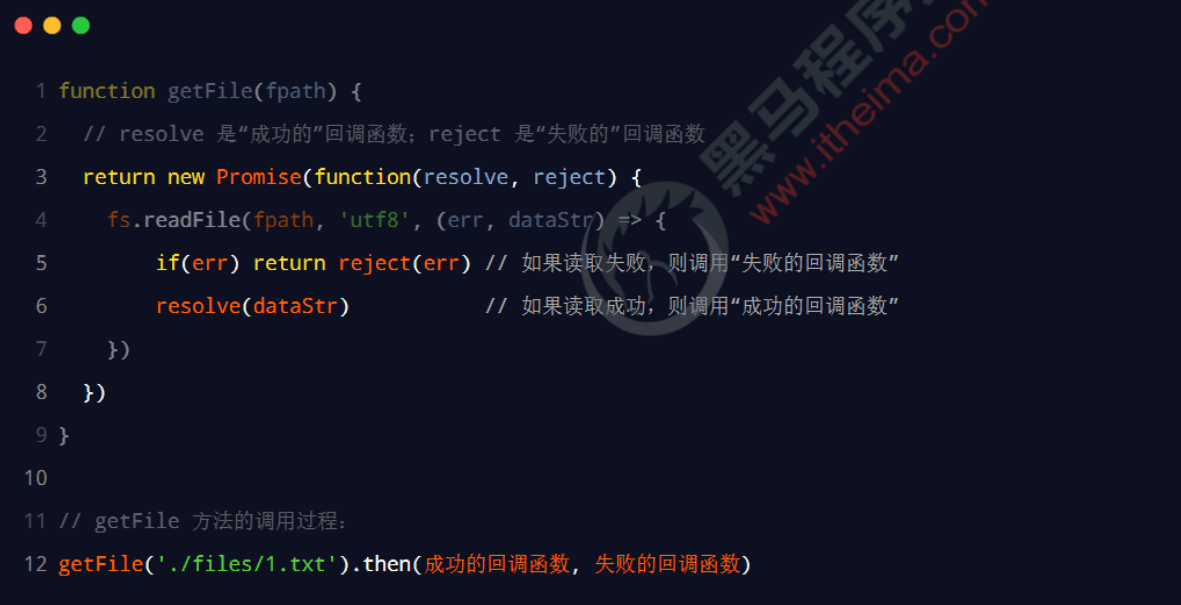 1 function getFile(fpath) {
2 // resolve 是“成功的”回调函数；reject 是“失败的”回调函数
3 return new Promise(function(resolve, reject) {
4 fs.readFile(fpath, 'utf8', (err, dataStr) => {
5 if(err) return reject(err) // 如果读取失败，则调用“失败的回调函数”
6 resolve(dataStr) // 如果读取成功，则调用“成功的回调函数”
7 })
8 })
9 }
10
11 // getFile 方法的调用过程：
12 getFile('./files/1.txt').then(成功的回调函数, 失败的回调函数)
黑马程序
www.itheima.com